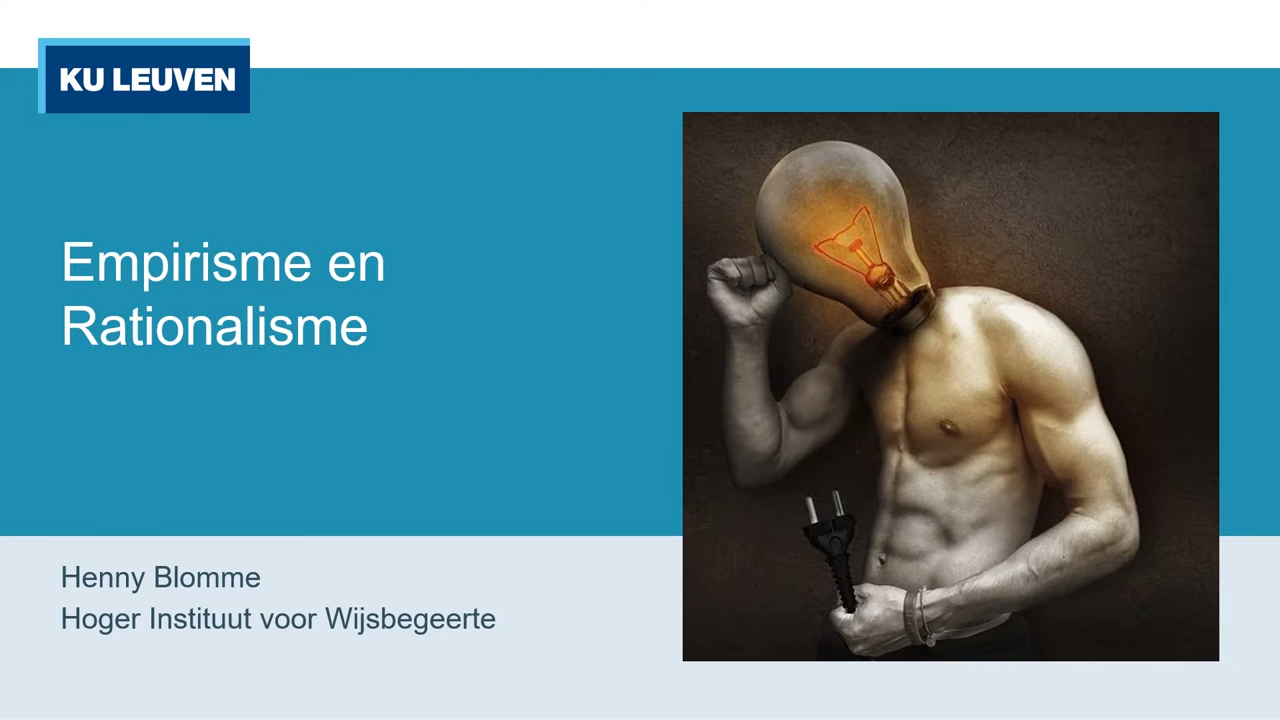 KU LEUVEN
Empirisme en
Rationalisme
Henny Blomme
Hoger Instituut voor Wijsbegeerte